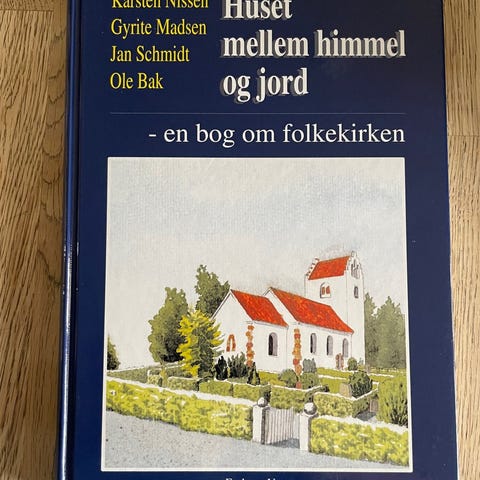 Karsten Nissen
Gyrite Madsen
Jan Schmidt
Ole Bak
Huset
mellem himmel
og jord
- en bog om folkekirken